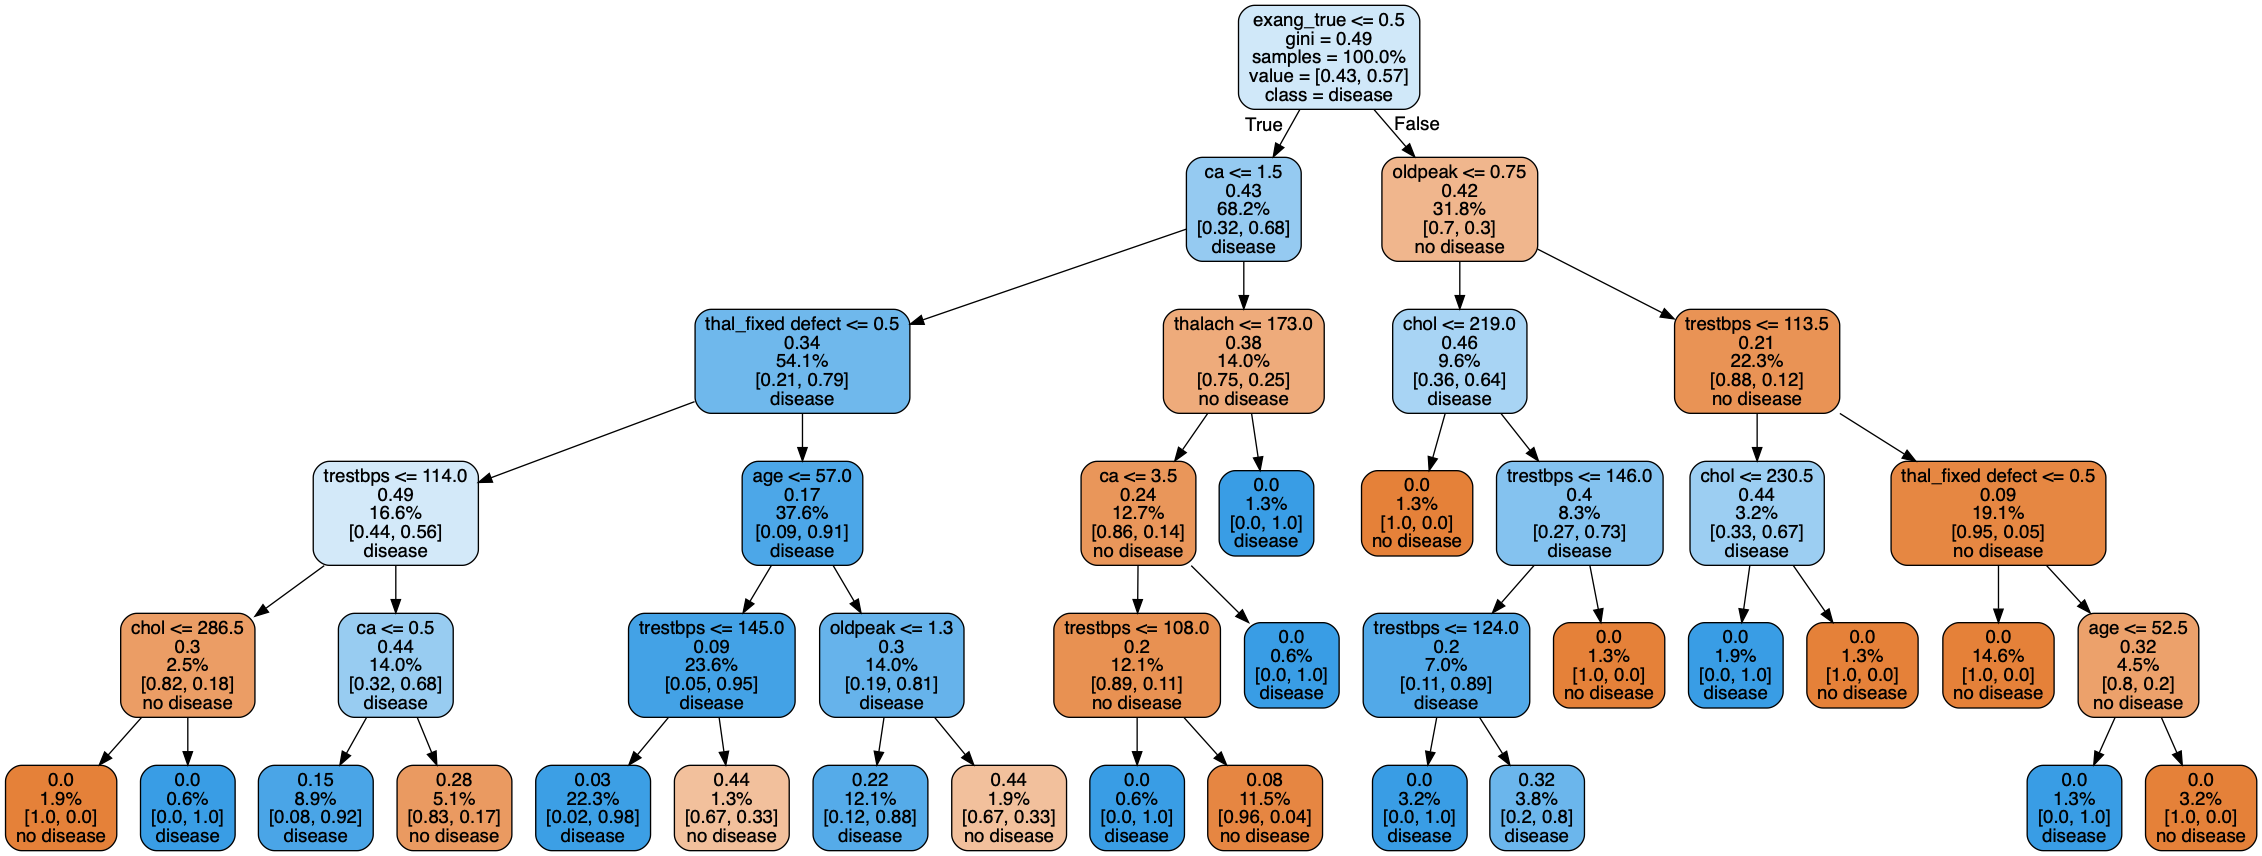 exang_true <= 0.5
gini = 0.49
samples = 100.0%
value = [0.43, 0.57]
class = disease
True
False
ca <= 1.5
0.43
68.2%
[0.32, 0.68]
disease
oldpeak <= 0.75
0.42
31.8%
[0.7, 0.3]
no disease
thal_fixed defect <= 0.5
0.34
54.1%
[0.21, 0.79]
disease
thalach <= 173.0
0.38
14.0%
[0.75, 0.25]
no disease
chol <= 219.0
0.46
9.6%
[0.36, 0.64]
disease
trestbps <= 113.5
0.21
22.3%
[0.88, 0.12]
no disease
trestbps <= 114.0
0.49
16.6%
[0.44, 0.56]
disease
age <= 57.0
0.17
37.6%
[0.09, 0.91]
disease
ca <= 3.5
0.24
12.7%
[0.86, 0.14]
no disease
0.0
1.3%
[0.0, 1.0]
disease
0.0
1.3%
[1.0, 0.0]
no disease
trestbps <= 146.0
0.4
8.3%
[0.27, 0.73]
disease
chol <= 230.5
0.44
3.2%
[0.33, 0.67]
disease
thal_fixed defect <= 0.5
0.09
19.1%
[0.95, 0.05]
no disease
chol <= 286.5
0.3
2.5%
[0.82, 0.18]
no disease
ca <= 0.5
0.44
14.0%
[0.32, 0.68]
disease
trestbps <= 145.0
0.09
23.6%
[0.05, 0.95]
disease
oldpeak <= 1.3
0.3
14.0%
[0.19, 0.81]
disease
trestbps <= 108.0
0.2
12.1%
[0.89, 0.11]
no disease
0.0
0.6%
[0.0, 1.0]
disease
trestbps <= 124.0
0.2
7.0%
[0.11, 0.89]
disease
0.0
1.3%
[1.0, 0.0]
no disease
0.0
1.9%
[0.0, 1.0]
disease
0.0
1.3%
[1.0, 0.0]
no disease
0.0
14.6%
[1.0, 0.0]
no disease
age <= 52.5
0.32
4.5%
[0.8, 0.2]
no disease
0.0
1.9%
[1.0, 0.0]
no disease
0.0
0.6%
[0.0, 1.0]
disease
0.15
8.9%
[0.08, 0.92]
disease
0.28
5.1%
[0.83, 0.17]
no disease
0.03
22.3%
[0.02, 0.98]
disease
0.44
1.3%
[0.67, 0.33]
no disease
0.22
12.1%
[0.12, 0.88]
disease
0.44
1.9%
[0.67, 0.33]
no disease
0.0
0.6%
[0.0, 1.0]
disease
0.08
11.5%
[0.96, 0.04]
no disease
0.0
3.2%
[0.0, 1.0]
disease
0.32
3.8%
[0.2, 0.8]
disease
0.0
1.3%
[0.0, 1.0]
disease
0.0
3.2%
[1.0, 0.0]
no disease